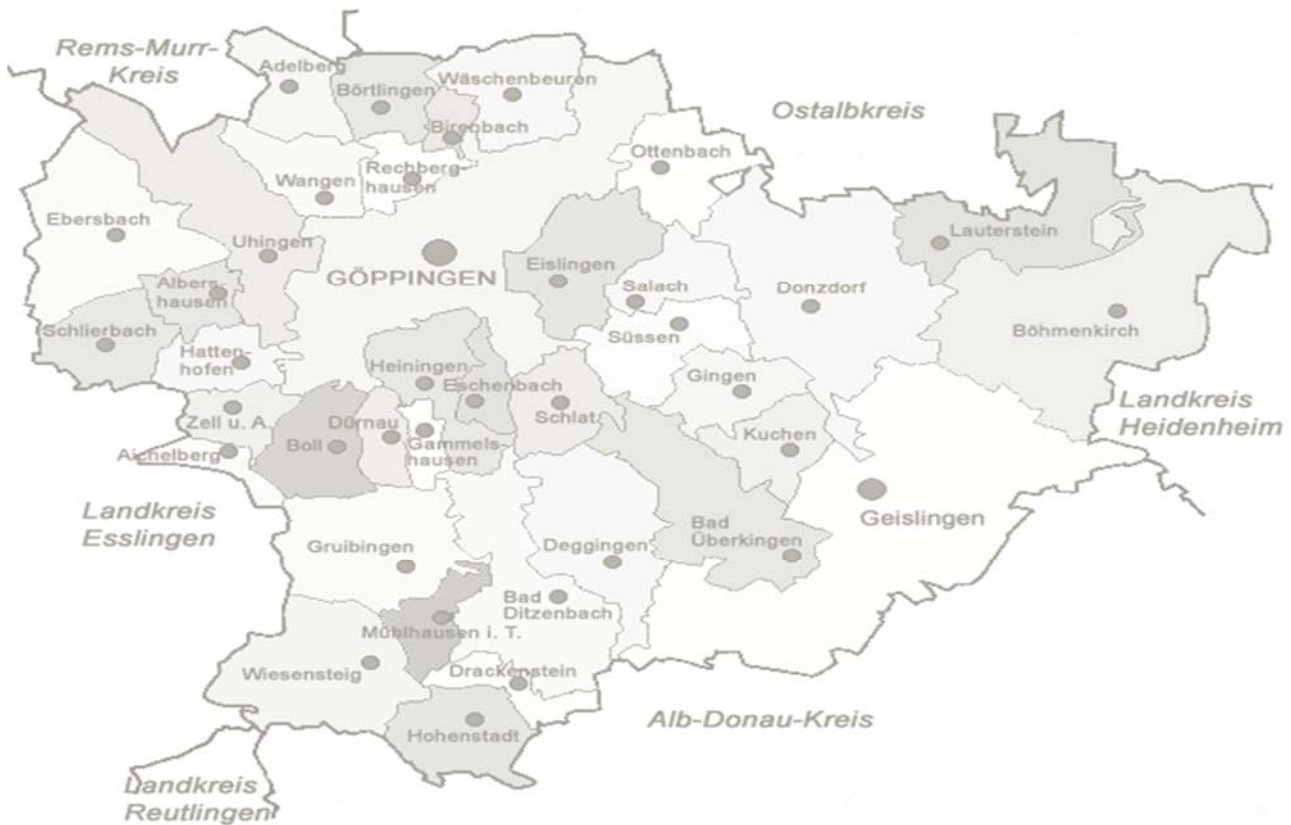 Rems-Murr-
Kreis
Adelberg
Börtlingen
Wäschenbeuren
Birenbach
Ostalbkreis
Ottenbach
Rechberg-
hausen
Wangen
Ebersbach
Uhingen
Lauterstein
GÖPPINGEN
Eislingen
Albers-
hausen
Salach
Donzdorf
Schlierbach
Süssen
Böhmenkirch
Hatten-
hofen
Heiningen
Eschenbach
Gingen
Schlat
Landkreis
Heidenheim
Zell u. A.
Dürnau
Boll
Gammels-
hausen
Kuchen
Aichelberg
Landkreis
Esslingen
Geislingen
Bad
Überkingen
Gruibingen
Deggingen
Bad
Ditzenbach
Mühlhausen i. T.
Wiesensteig
Drackenstein
Alb-Donau-Kreis
Hohenstadt
Landkreis
Reutlingen